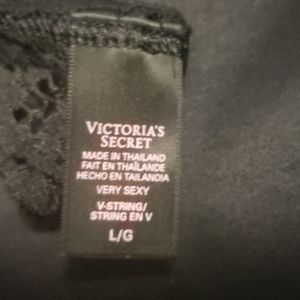 VICTORIA'S
SECRET
MADE IN THAILAND
FAIT EN THAÏLANDE
HECHO EN TAILANDIA
VERY SEXY
V-STRING/
STRING EN V
L/G